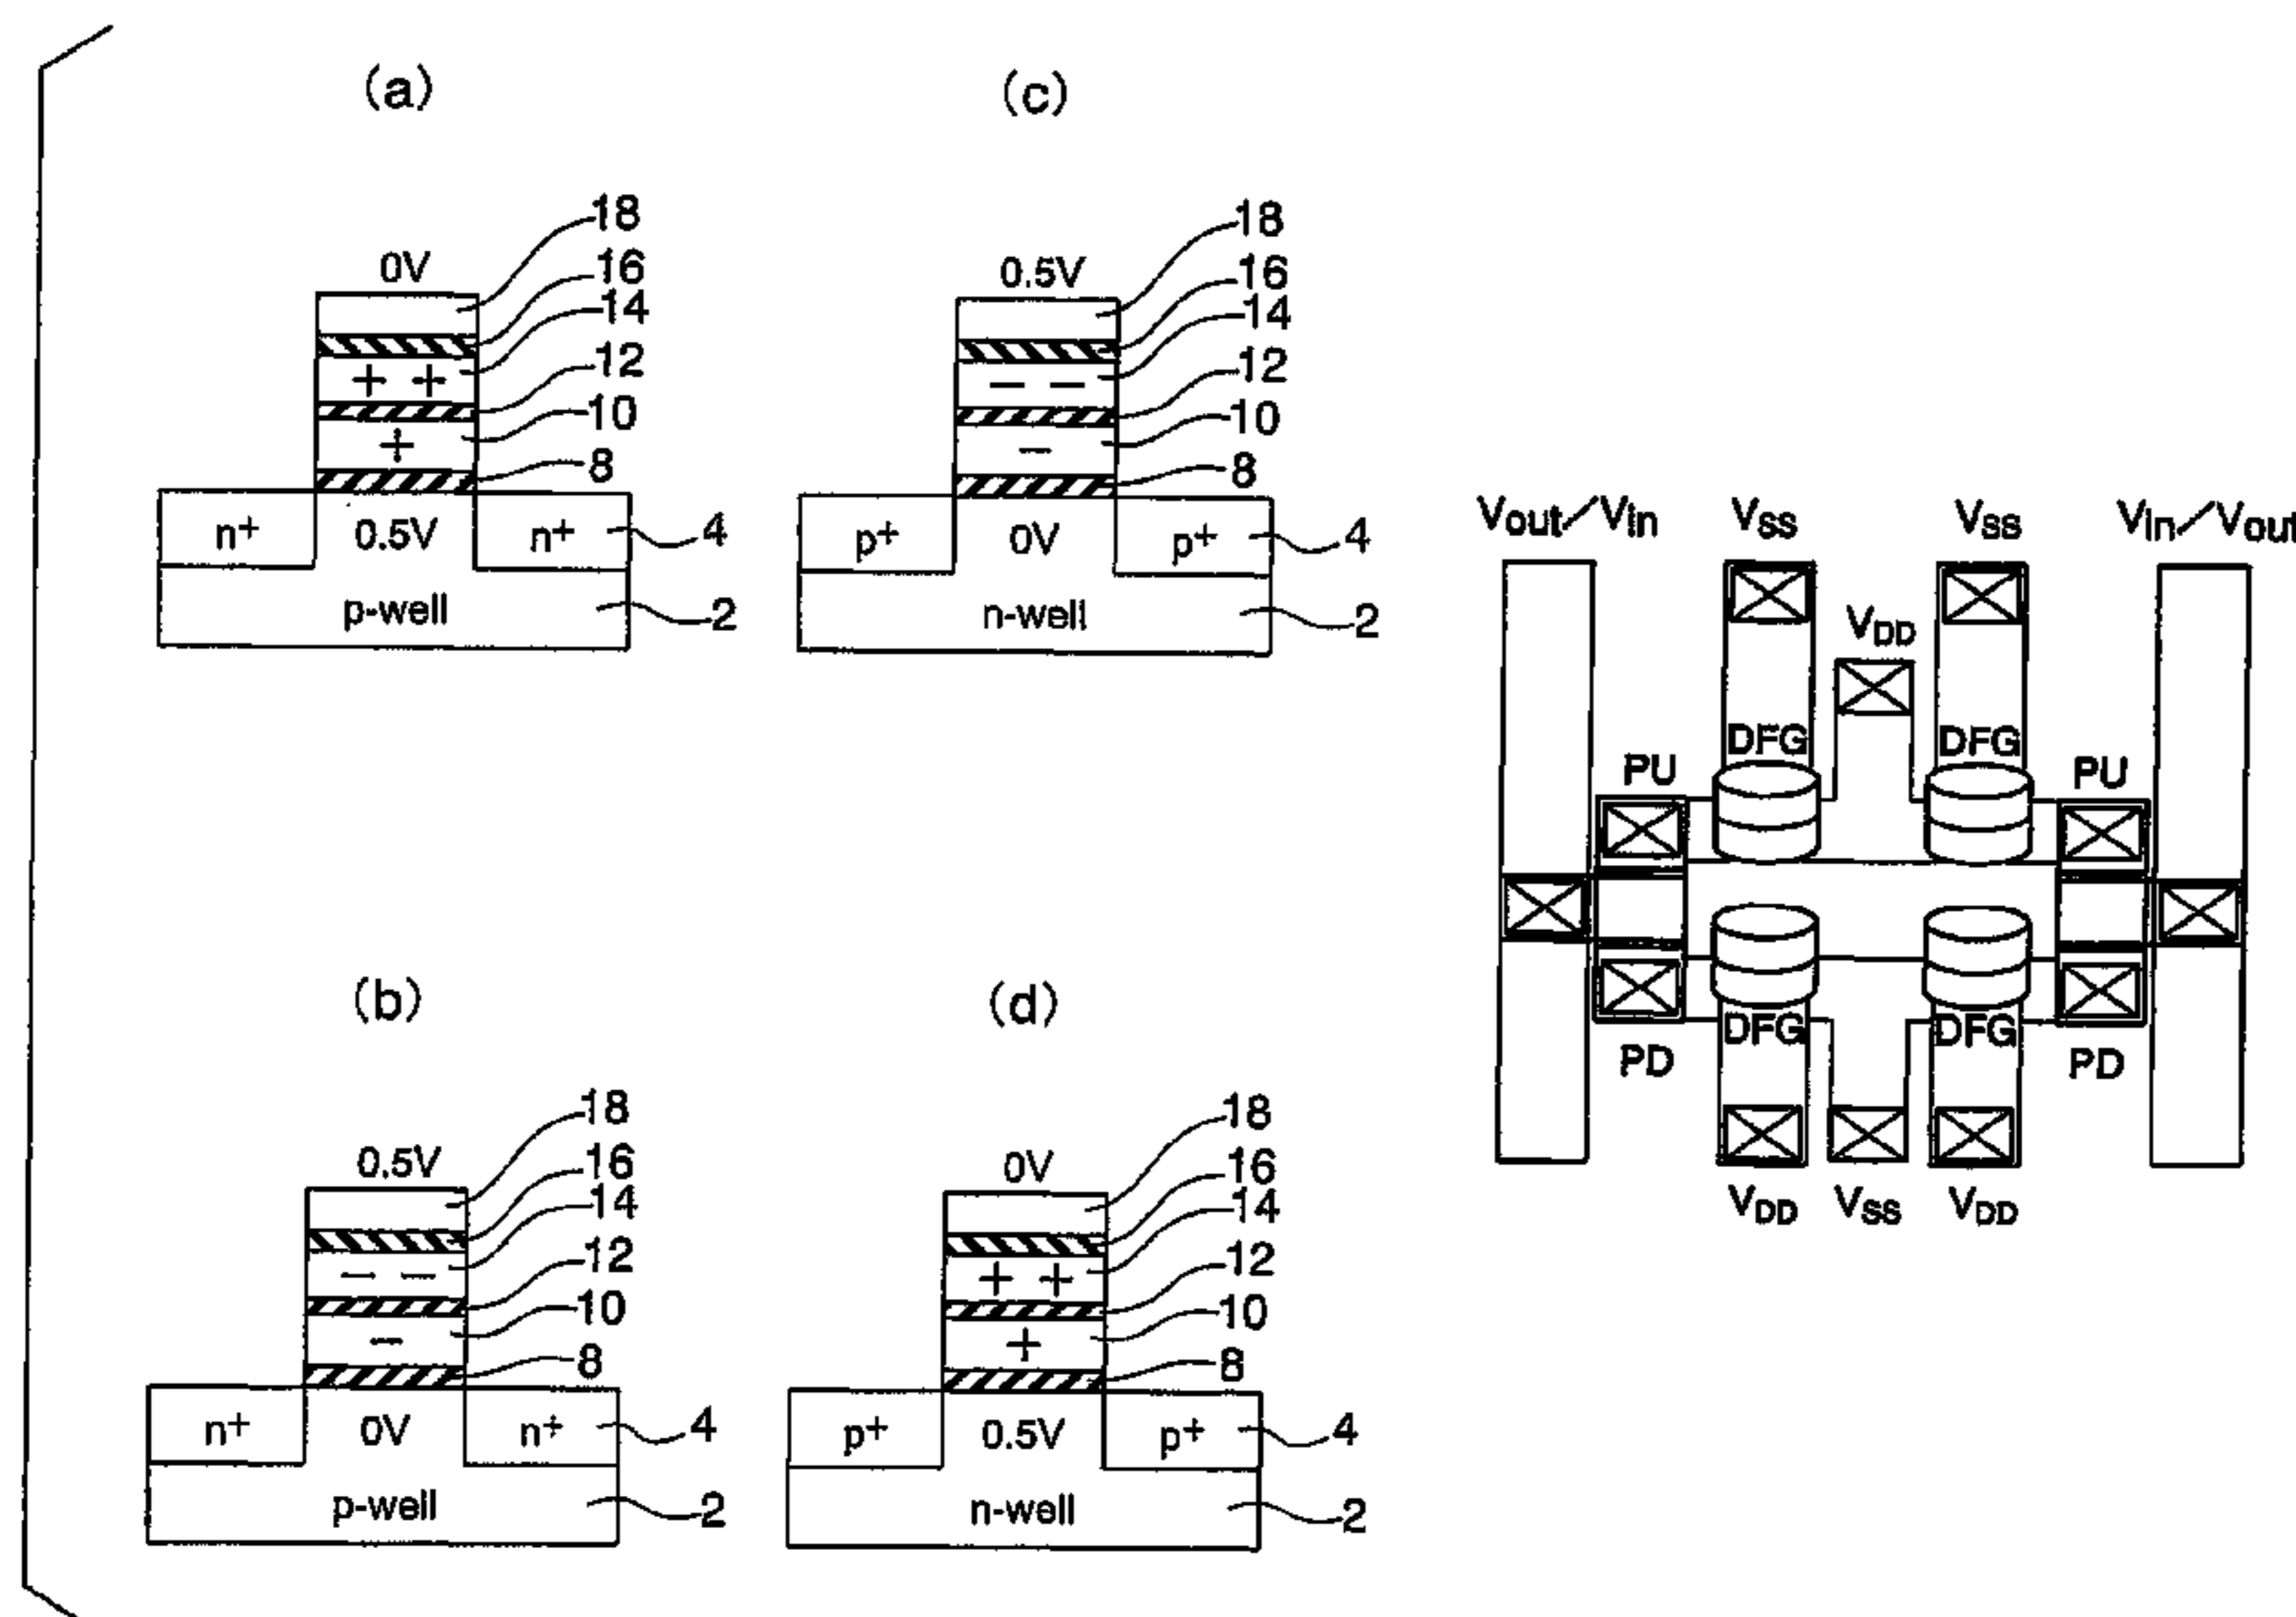 (a)
0V
18
16
14
12
10
8
+ +
+
n+ 0.5V n+
4
p-well
2
(c)
0.5V
18
16
14
12
10
8
− −
−
p+ 0V p+
4
n-well
2
(b)
0.5V
18
16
14
12
10
8
− −
−
n+ 0V n+
4
p-well
2
(d)
0V
18
16
14
12
10
8
+ +
+
p+ 0.5V p+
4
n-well
2
Vout/Vin VSS VSS Vin/Vout
VDD
DFG DFG
PU PU
DFG DFG
PD PD
VDD VSS VDD